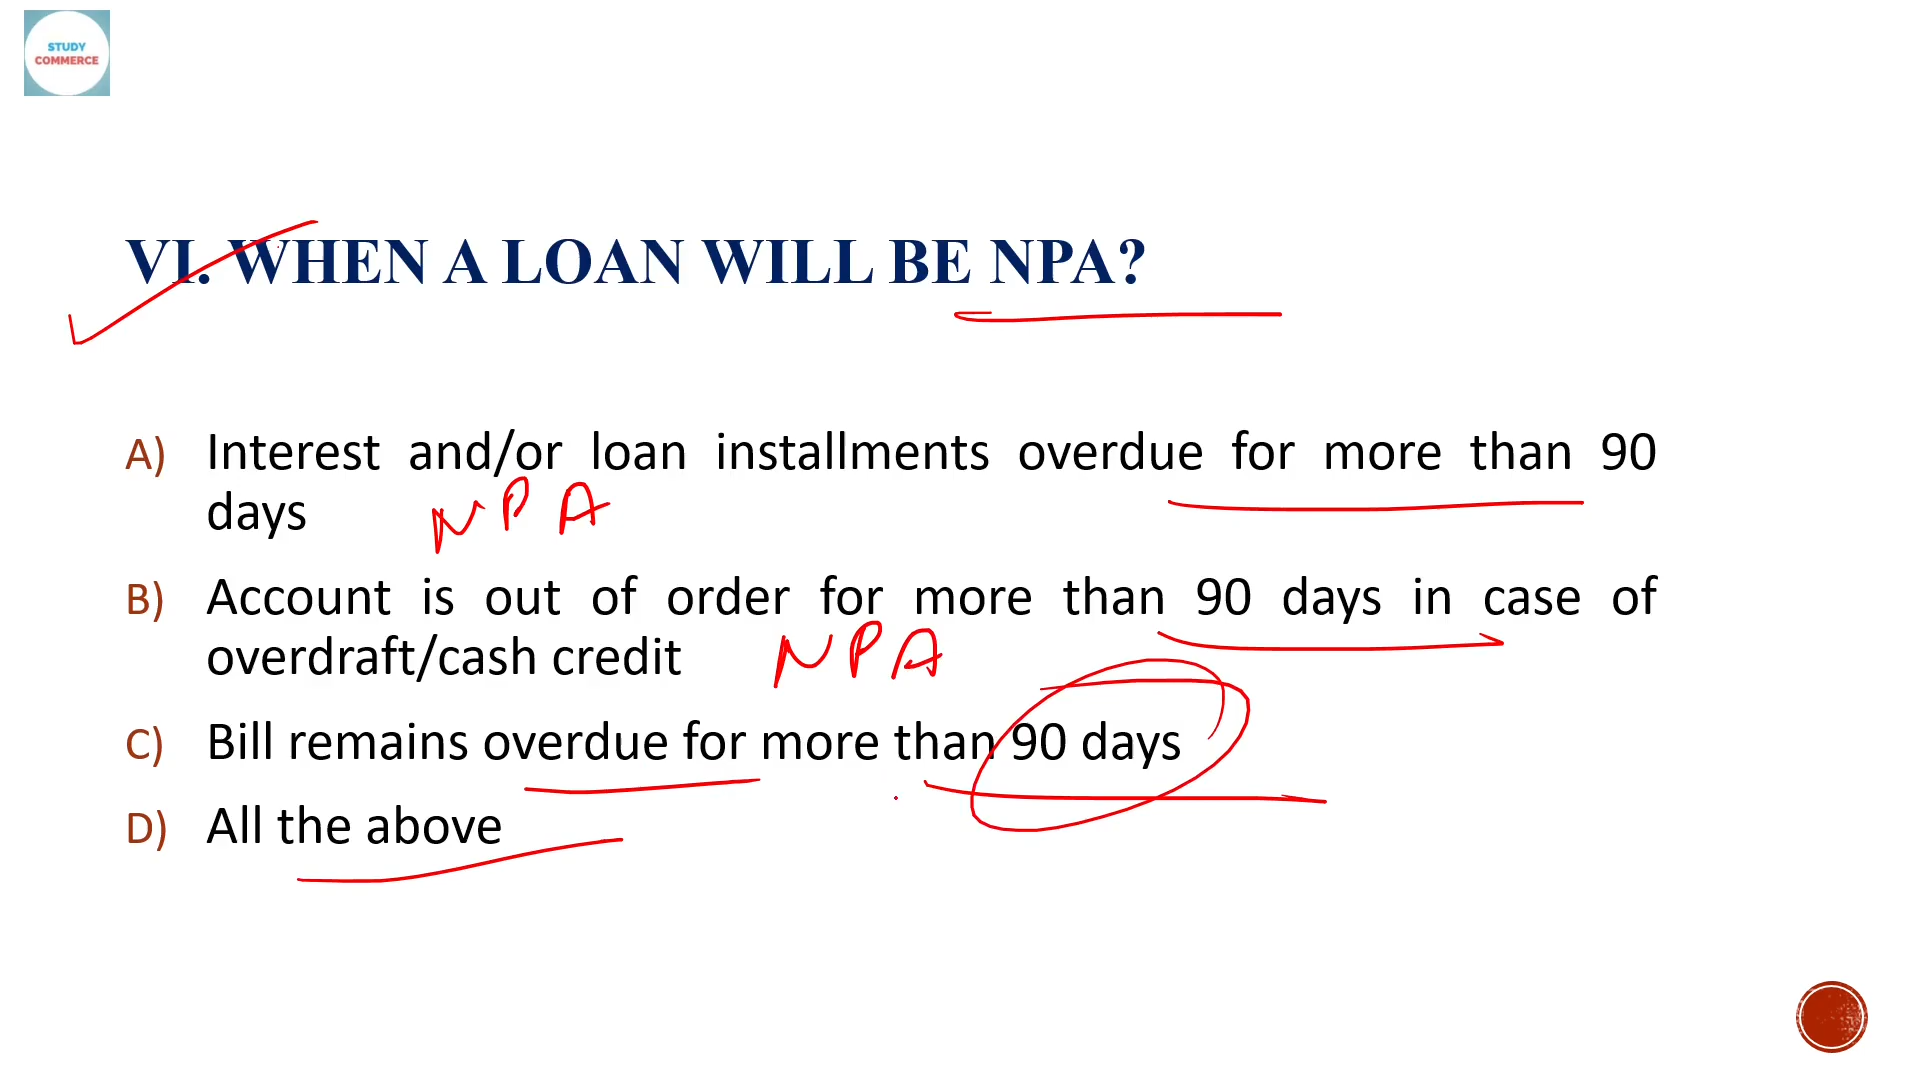 STUDY
COMMERCE
VI. WHEN A LOAN WILL BE NPA?
A) Interest and/or loan installments overdue for more than 90
days NPA
B) Account is out of order for more than 90 days in case of
overdraft/cash credit NPA
C) Bill remains overdue for more than 90 days
D) All the above